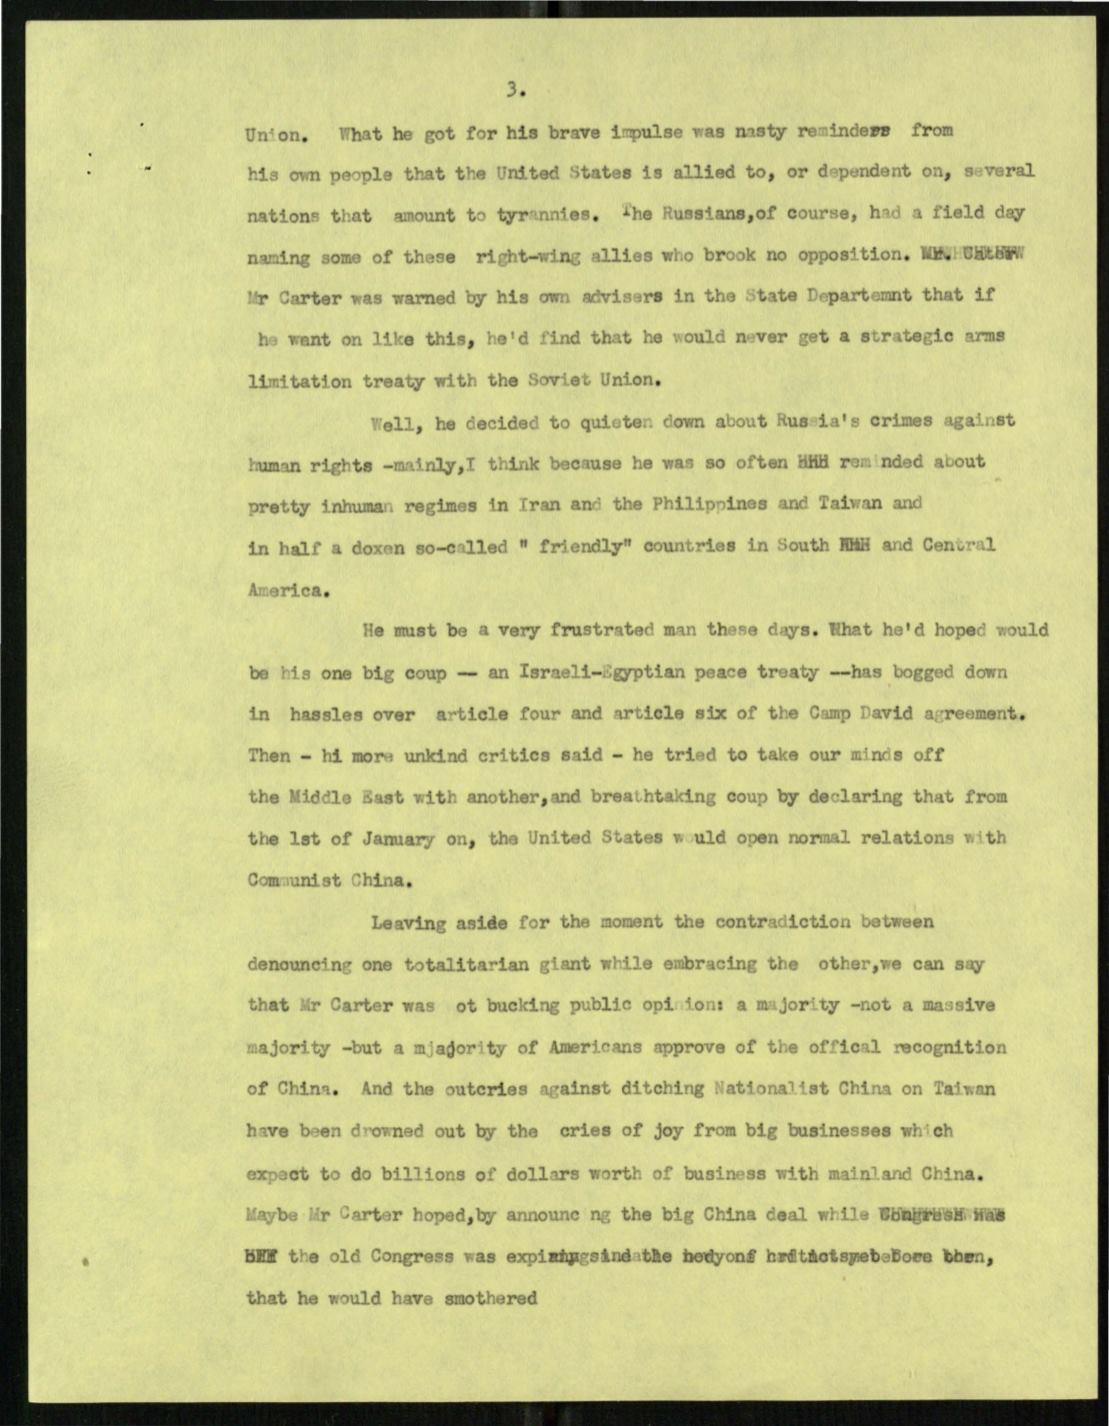 3.
Union. What he got for his brave impulse was nasty reminders from
his own people that the United States is allied to, or dependent on, several
nations that amount to tyrannies. The Russians,of course, had a field day
naming some of these right-wing allies who brook no opposition.
Mr Carter was warned by his own advisers in the State Departemnt that if
he want on like this, he'd find that he would never get a strategic arms
limitation treaty with the Soviet Union.
Well, he decided to quieten down about Russia's crimes against
human rights -mainly,I think because he was so often reminded about
pretty inhuman regimes in Iran and the Philippines and Taiwan and
in half a doxen so-called " friendly" countries in South and Central
America.
He must be a very frustrated man these days. What he'd hoped would
be his one big coup -- an Israeli-Egyptian peace treaty --has bogged down
in hassles over article four and article six of the Camp David agreement.
Then - hi more unkind critics said - he tried to take our minds off
the Middle East with another,and breathtaking coup by declaring that from
the 1st of January on, the United States would open normal relations with
Communist China.
Leaving aside for the moment the contradiction between
denouncing one totalitarian giant while embracing the other,we can say
that Mr Carter was ot bucking public opinion: a majority -not a massive
majority -but a mjajority of Americans approve of the offical recognition
of China. And the outcries against ditching Nationalist China on Taiwan
have been drowned out by the cries of joy from big businesses which
expect to do billions of dollars worth of business with mainland China.
Maybe Mr Carter hoped,by announc ng the big China deal while Congress was
the old Congress was
that he would have smothered